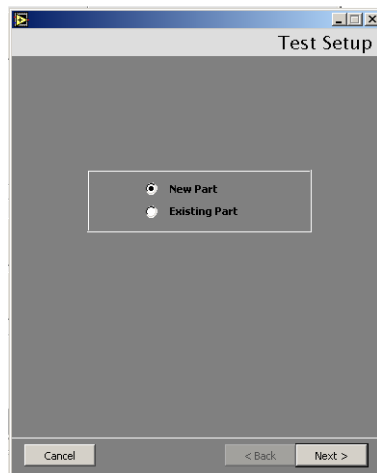 Test Setup
New Part
Existing Part
Cancel
< Back
Next >